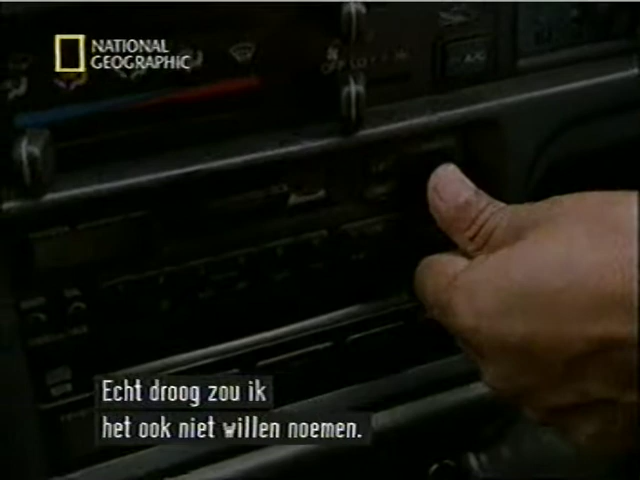 NATIONAL
GEOGRAPHIC
Echt droog zou ik
het ook niet willen noemen.